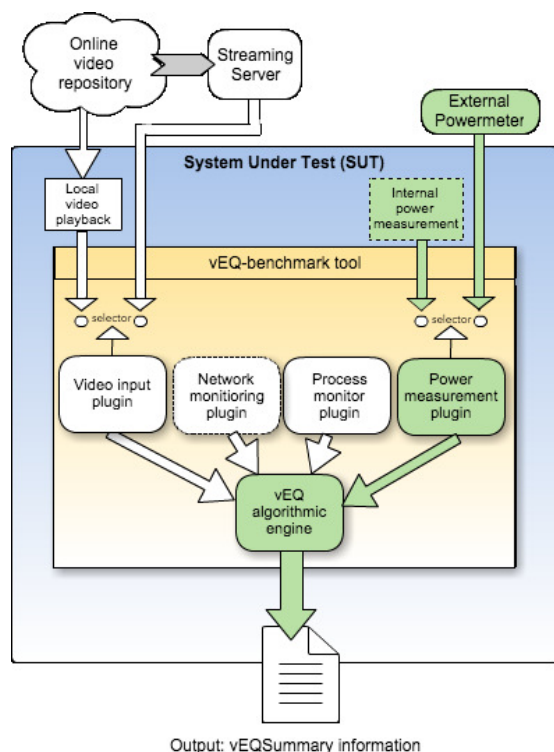 Online
video
repository
Streaming
Server
External
Powermeter
System Under Test (SUT)
Local
video
playback
Internal
power
measurement
vEQ-benchmark tool
selector
selector
Video input
plugin
Network
monitioring
plugin
Process
monitor
plugin
Power
measurement
plugin
vEQ
algorithmic
engine
Output: vEQSummary information